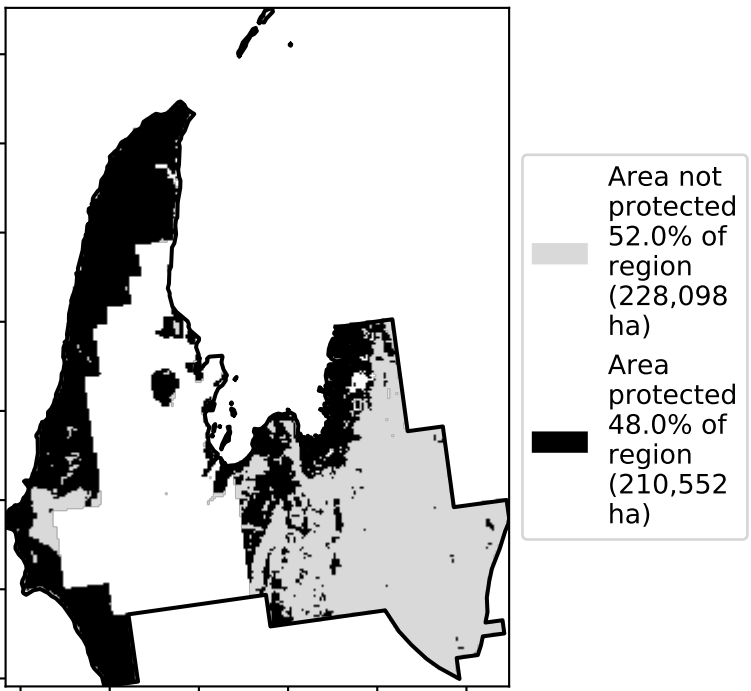 Area not
protected
52.0% of
region
(228,098
ha)
Area
protected
48.0% of
region
(210,552
ha)